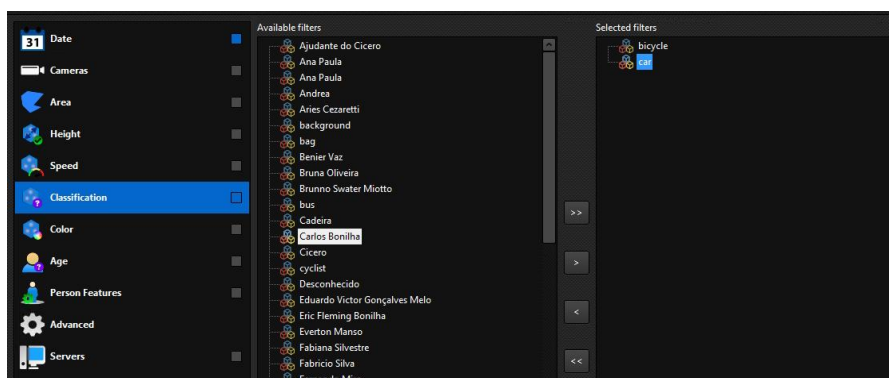 Date
Cameras
Area
Height
Speed
Classification
Color
Age
Person Features
Advanced
Servers
31
Available filters
Ajudante do Cicero
Ana Paula
Ana Paula
Andrea
Aries Cezaretti
background
bag
Benier Vaz
Bruna Oliveira
Brunno Swater Miotto
bus
Cadeira
Carlos Bonilha
Cicero
cyclist
Desconhecido
Eduardo Victor Gonçalves Melo
Eric Fleming Bonilha
Everton Manso
Fabiana Silvestre
Fabricio Silva
>>
>
<
<<
Selected filters
bicycle
car